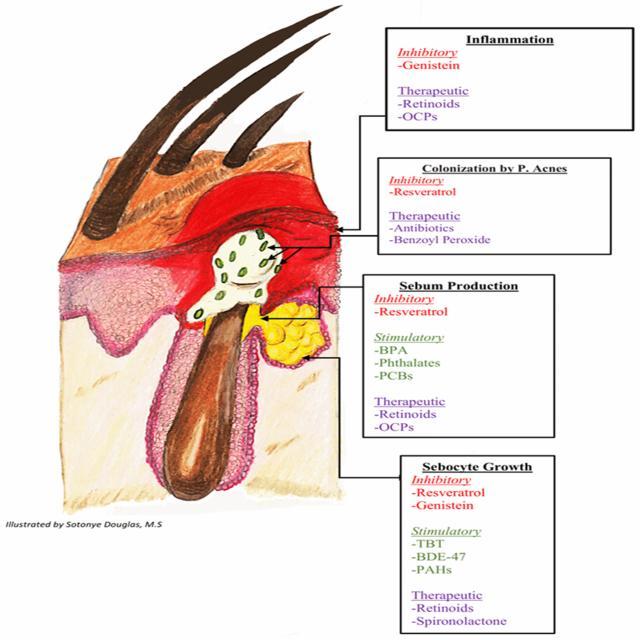 Inflammation
Inhibitory
-Genistein
Therapeutic
-Retinoids
-OCPs
Colonization by P. Acnes
Inhibitory
-Resveratrol
Therapeutic
-Antibiotics
-Benzoyl Peroxide
Sebum Production
Inhibitory
-Resveratrol
Stimulatory
-BPA
-Phthalates
-PCBs
Therapeutic
-Retinoids
-OCPs
Sebocyte Growth
Inhibitory
-Resveratrol
-Genistein
Stimulatory
-TBT
-BDE-47
-PAHs
Therapeutic
-Retinoids
-Spironolactone
Illustrated by Sotonye Douglas, M.S